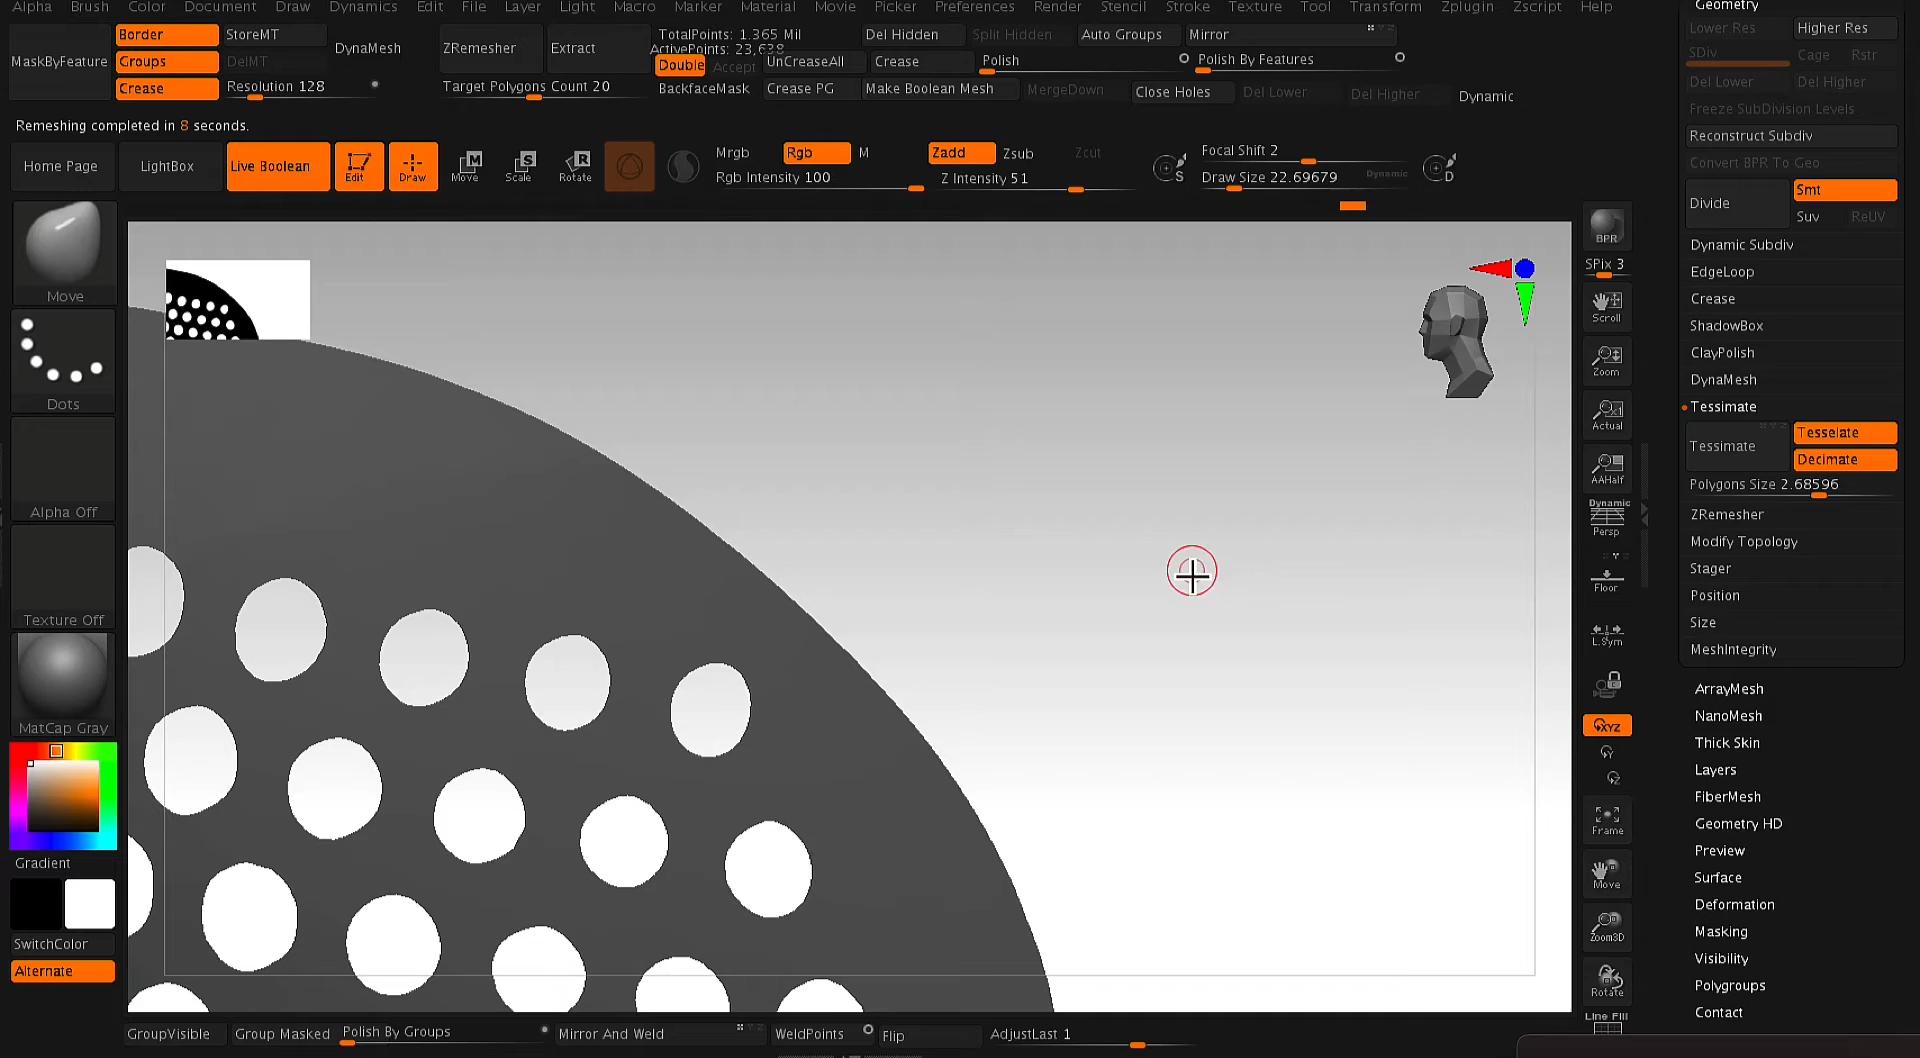 Alpha Brush Color Document Draw Dynamics Edit File Layer Light Macro Marker Material Movie Picker Preferences Render Stencil Stroke Texture Tool Transform Zplugin Zscript Help
MaskByFeature
Border
Groups
Crease
StoreMT
DelMT
Resolution 128
DynaMesh
ZRemesher
Extract
Target Polygons Count 20
TotalPoints: 1.365 Mil
ActivePoints: 23,638
Double
Accept
BackfaceMask
Del Hidden
Split Hidden
Auto Groups
Mirror
UnCreaseAll
Crease
Polish
Polish By Features
Crease PG
Make Boolean Mesh
MergeDown
Close Holes
Del Lower
Del Higher
Dynamic
Remeshing completed in 8 seconds.
Home Page
LightBox
Live Boolean
Edit
Draw
M
Move
S
Scale
R
Rotate
Mrgb
Rgb
M
Rgb Intensity 100
Zadd
Zsub
Zcut
Z Intensity 51
S
Focal Shift 2
Draw Size 22.69679
Dynamic
D
Move
Dots
Alpha Off
Texture Off
MatCap Gray
Gradient
SwitchColor
Alternate
BPR
SPix 3
Scroll
Zoom
Actual
AAHalf
Dynamic
Persp
Floor
L.Sym
XYZ
Y
Z
Frame
Move
Zoom3D
Rotate
Line Fill
Geometry
Lower Res
Higher Res
SDiv
Cage
Rstr
Del Lower
Del Higher
Freeze SubDivision Levels
Reconstruct Subdiv
Convert BPR To Geo
Divide
Smt
Suv
ReUV
Dynamic Subdiv
EdgeLoop
Crease
ShadowBox
ClayPolish
DynaMesh
Tessimate
Tessimate
Tesselate
Decimate
Polygons Size 2.68596
ZRemesher
Modify Topology
Stager
Position
Size
MeshIntegrity
ArrayMesh
NanoMesh
Thick Skin
Layers
FiberMesh
Geometry HD
Preview
Surface
Deformation
Masking
Visibility
Polygroups
Contact
GroupVisible
Group Masked
Polish By Groups
Mirror And Weld
WeldPoints
Flip
AdjustLast 1